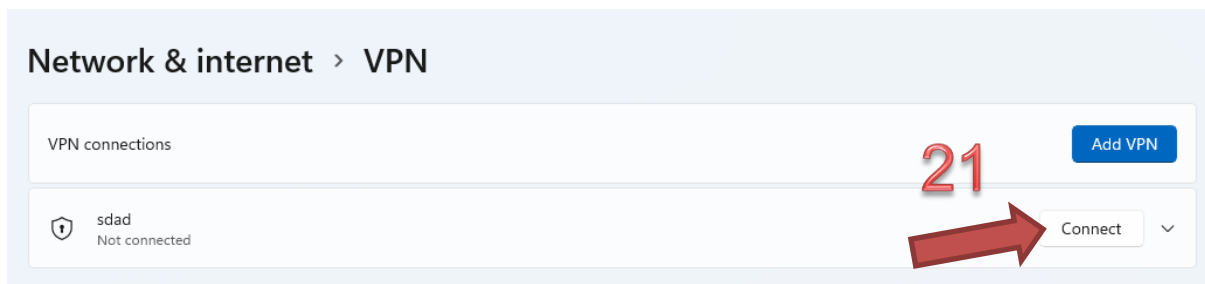 Network & internet > VPN
VPN connections
Add VPN
21
sdad
Not connected
Connect